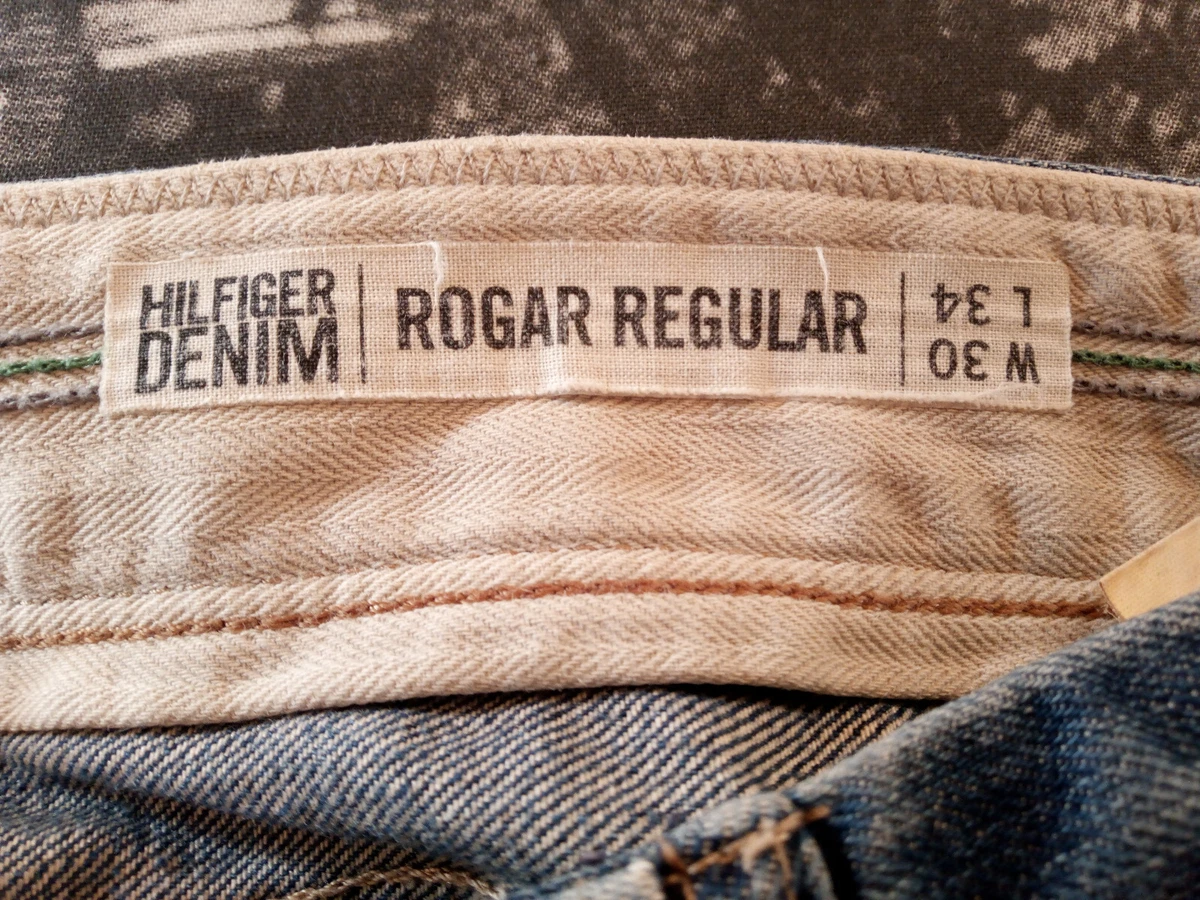 HILFIGER
DENIM
ROGAR REGULAR
W 30
L 34